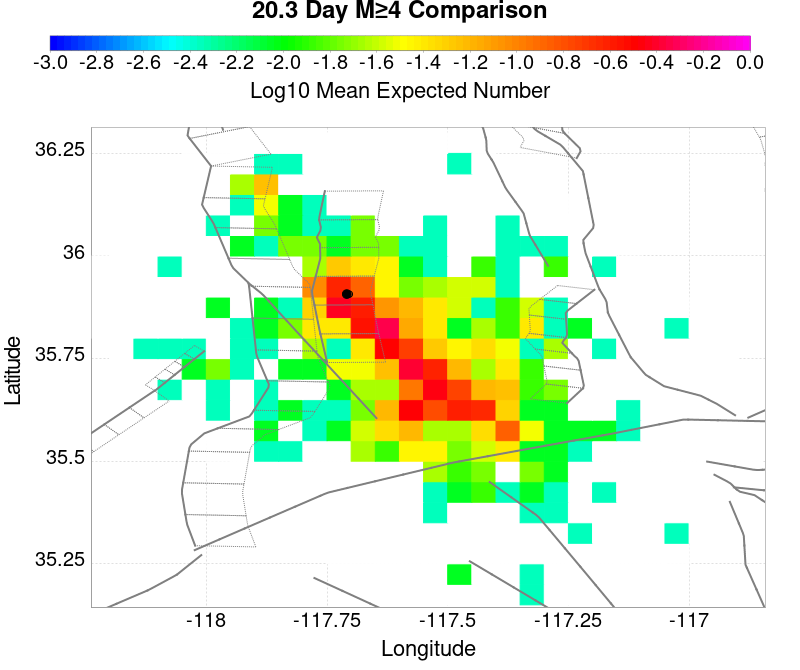 20.3 Day M≥4 Comparison
-3.0 -2.8 -2.6 -2.4 -2.2 -2.0 -1.8 -1.6 -1.4 -1.2 -1.0 -0.8 -0.6 -0.4 -0.2 0.0
Log10 Mean Expected Number
36.25
36
35.75
35.5
35.25
Latitude
-118 -117.75 -117.5 -117.25 -117
Longitude